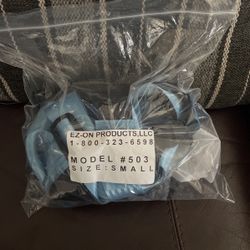 EZ-ON PRODUCTS,LLC
1-800-323-6598
MODEL #503
SIZE:SMALL